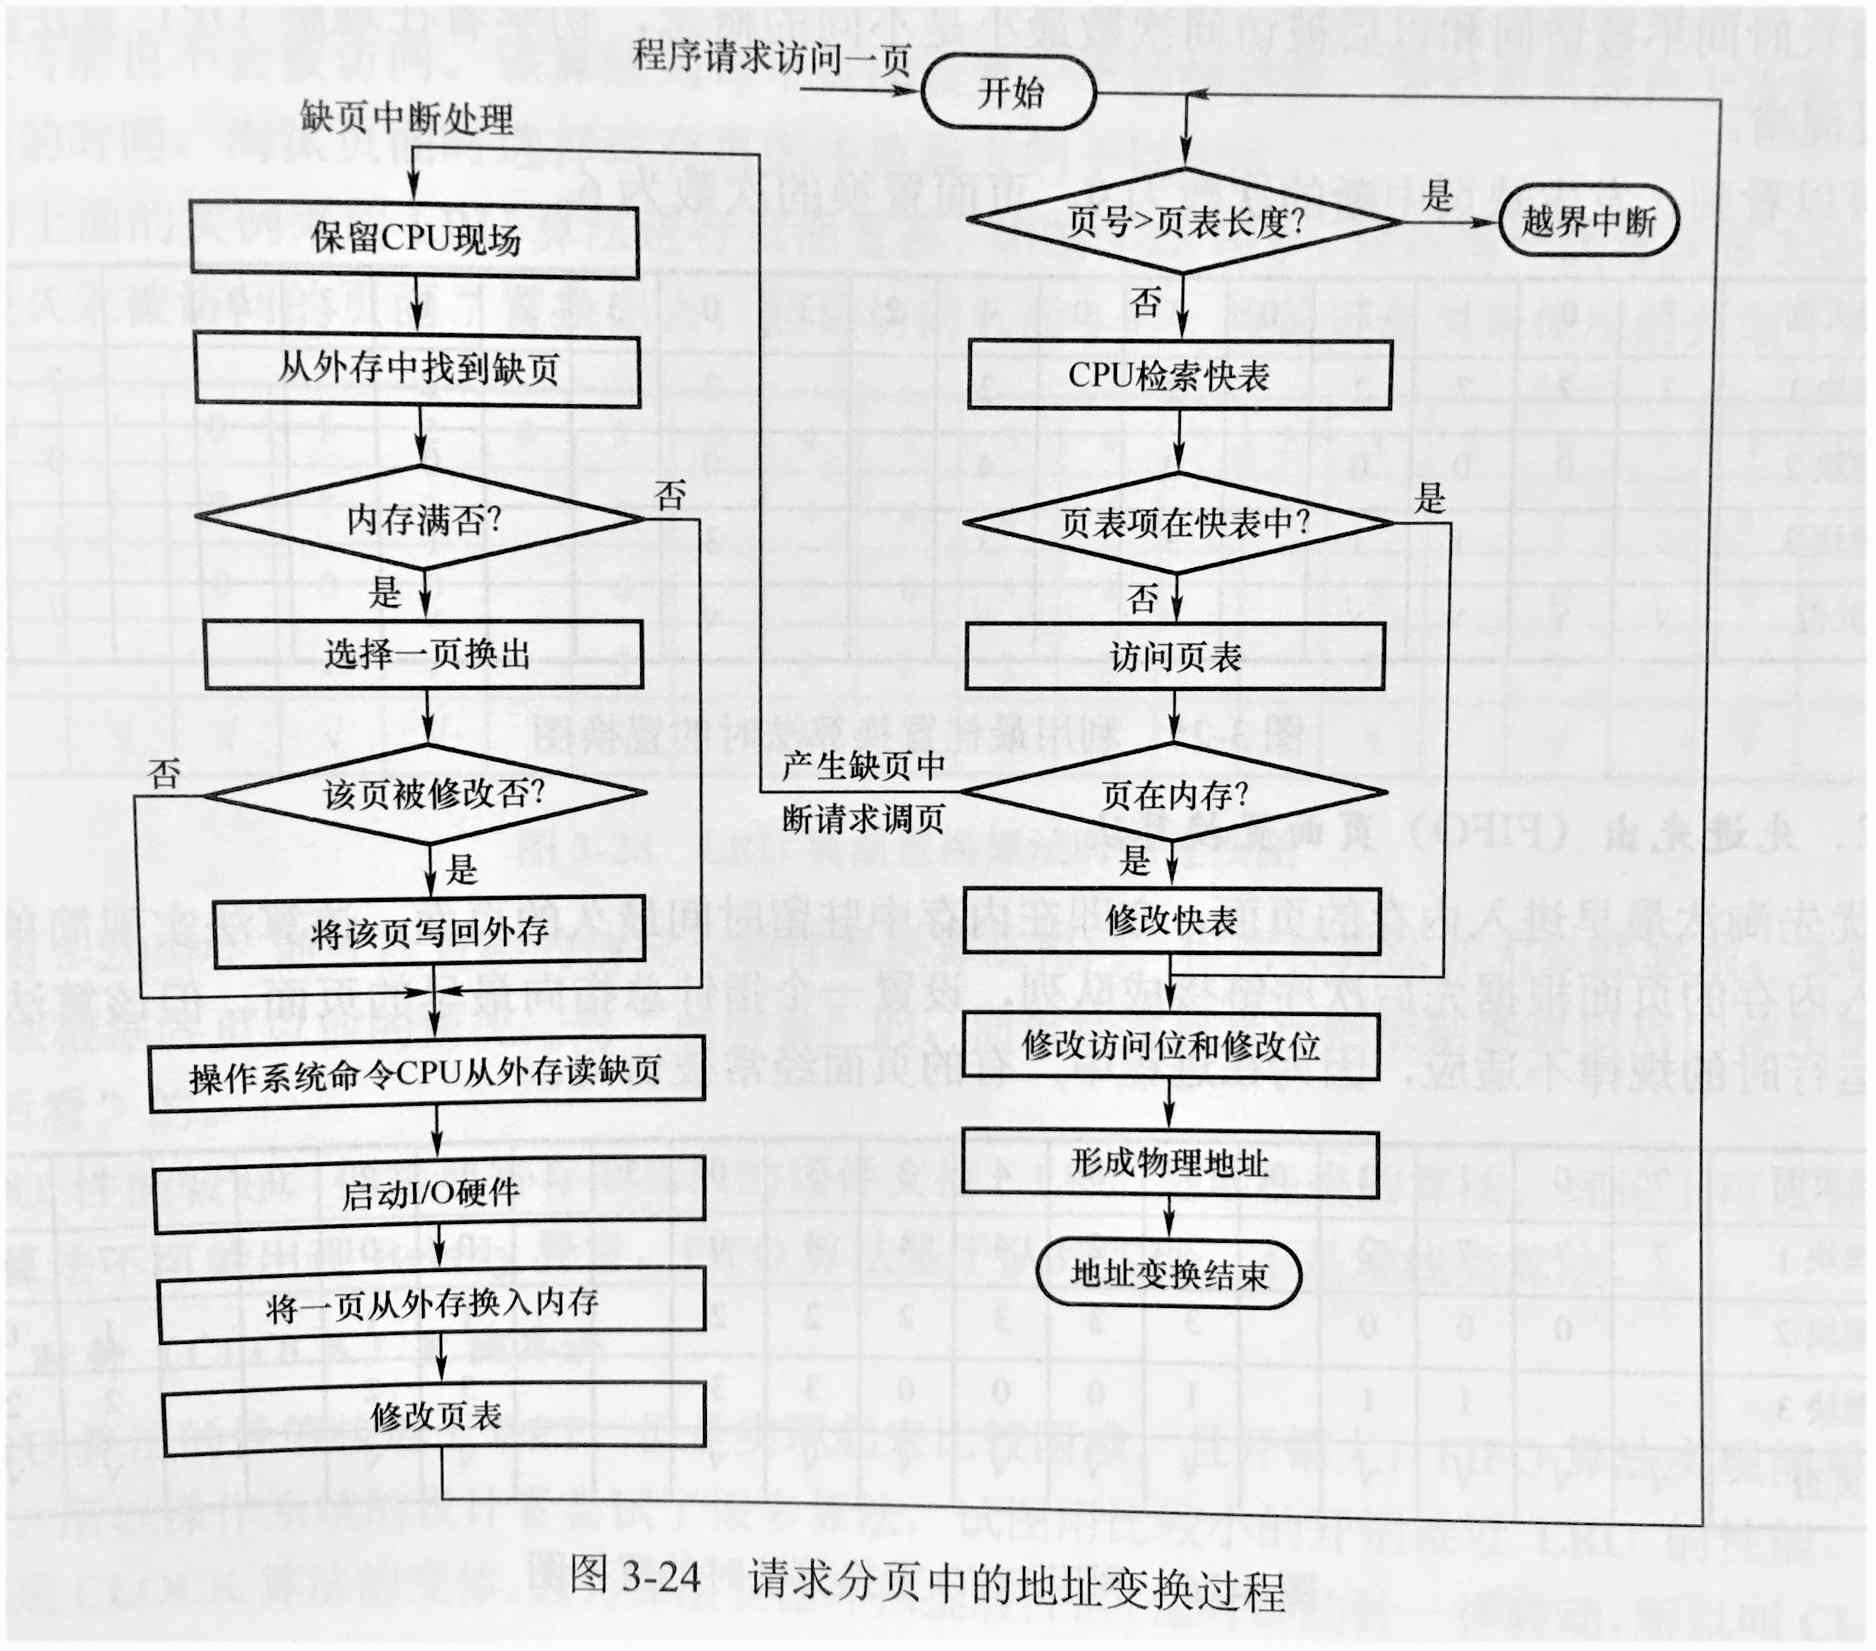 程序请求访问一页
开始
缺页中断处理
页号>页表长度?
是
越界中断
否
CPU检索快表
页表项在快表中?
是
否
访问页表
页在内存?
产生缺页中
断请求调页
是
修改快表
修改访问位和修改位
形成物理地址
地址变换结束
保留CPU现场
从外存中找到缺页
内存满否?
否
是
选择一页换出
该页被修改否?
否
是
将该页写回外存
操作系统命令CPU从外存读缺页
启动I/O硬件
将一页从外存换入内存
修改页表
图 3-24 请求分页中的地址变换过程